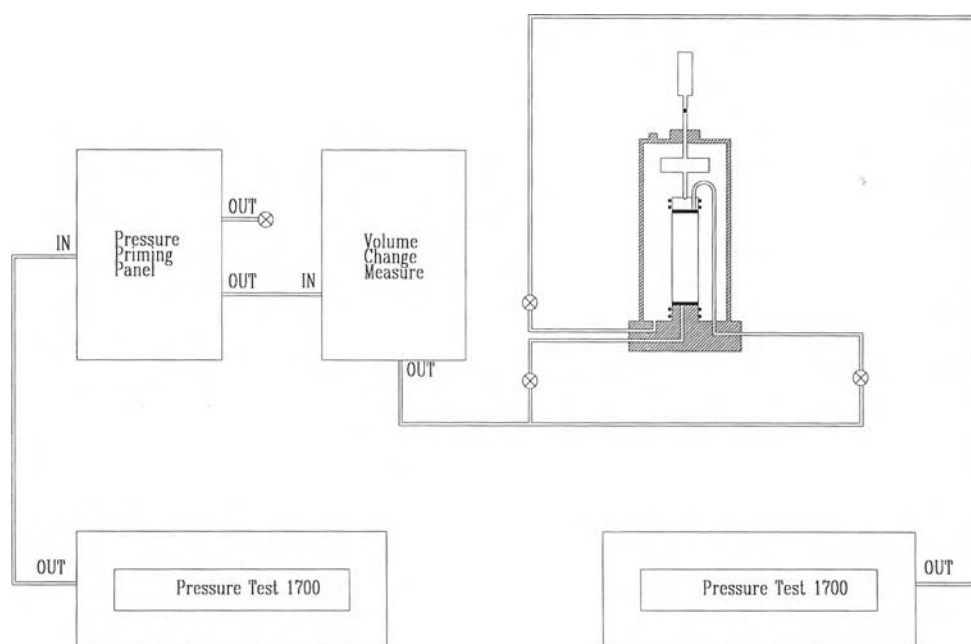 OUT
IN
Pressure
Priming
Panel
OUT
IN
Volume
Change
Measure
OUT
OUT
Pressure Test 1700
Pressure Test 1700
OUT